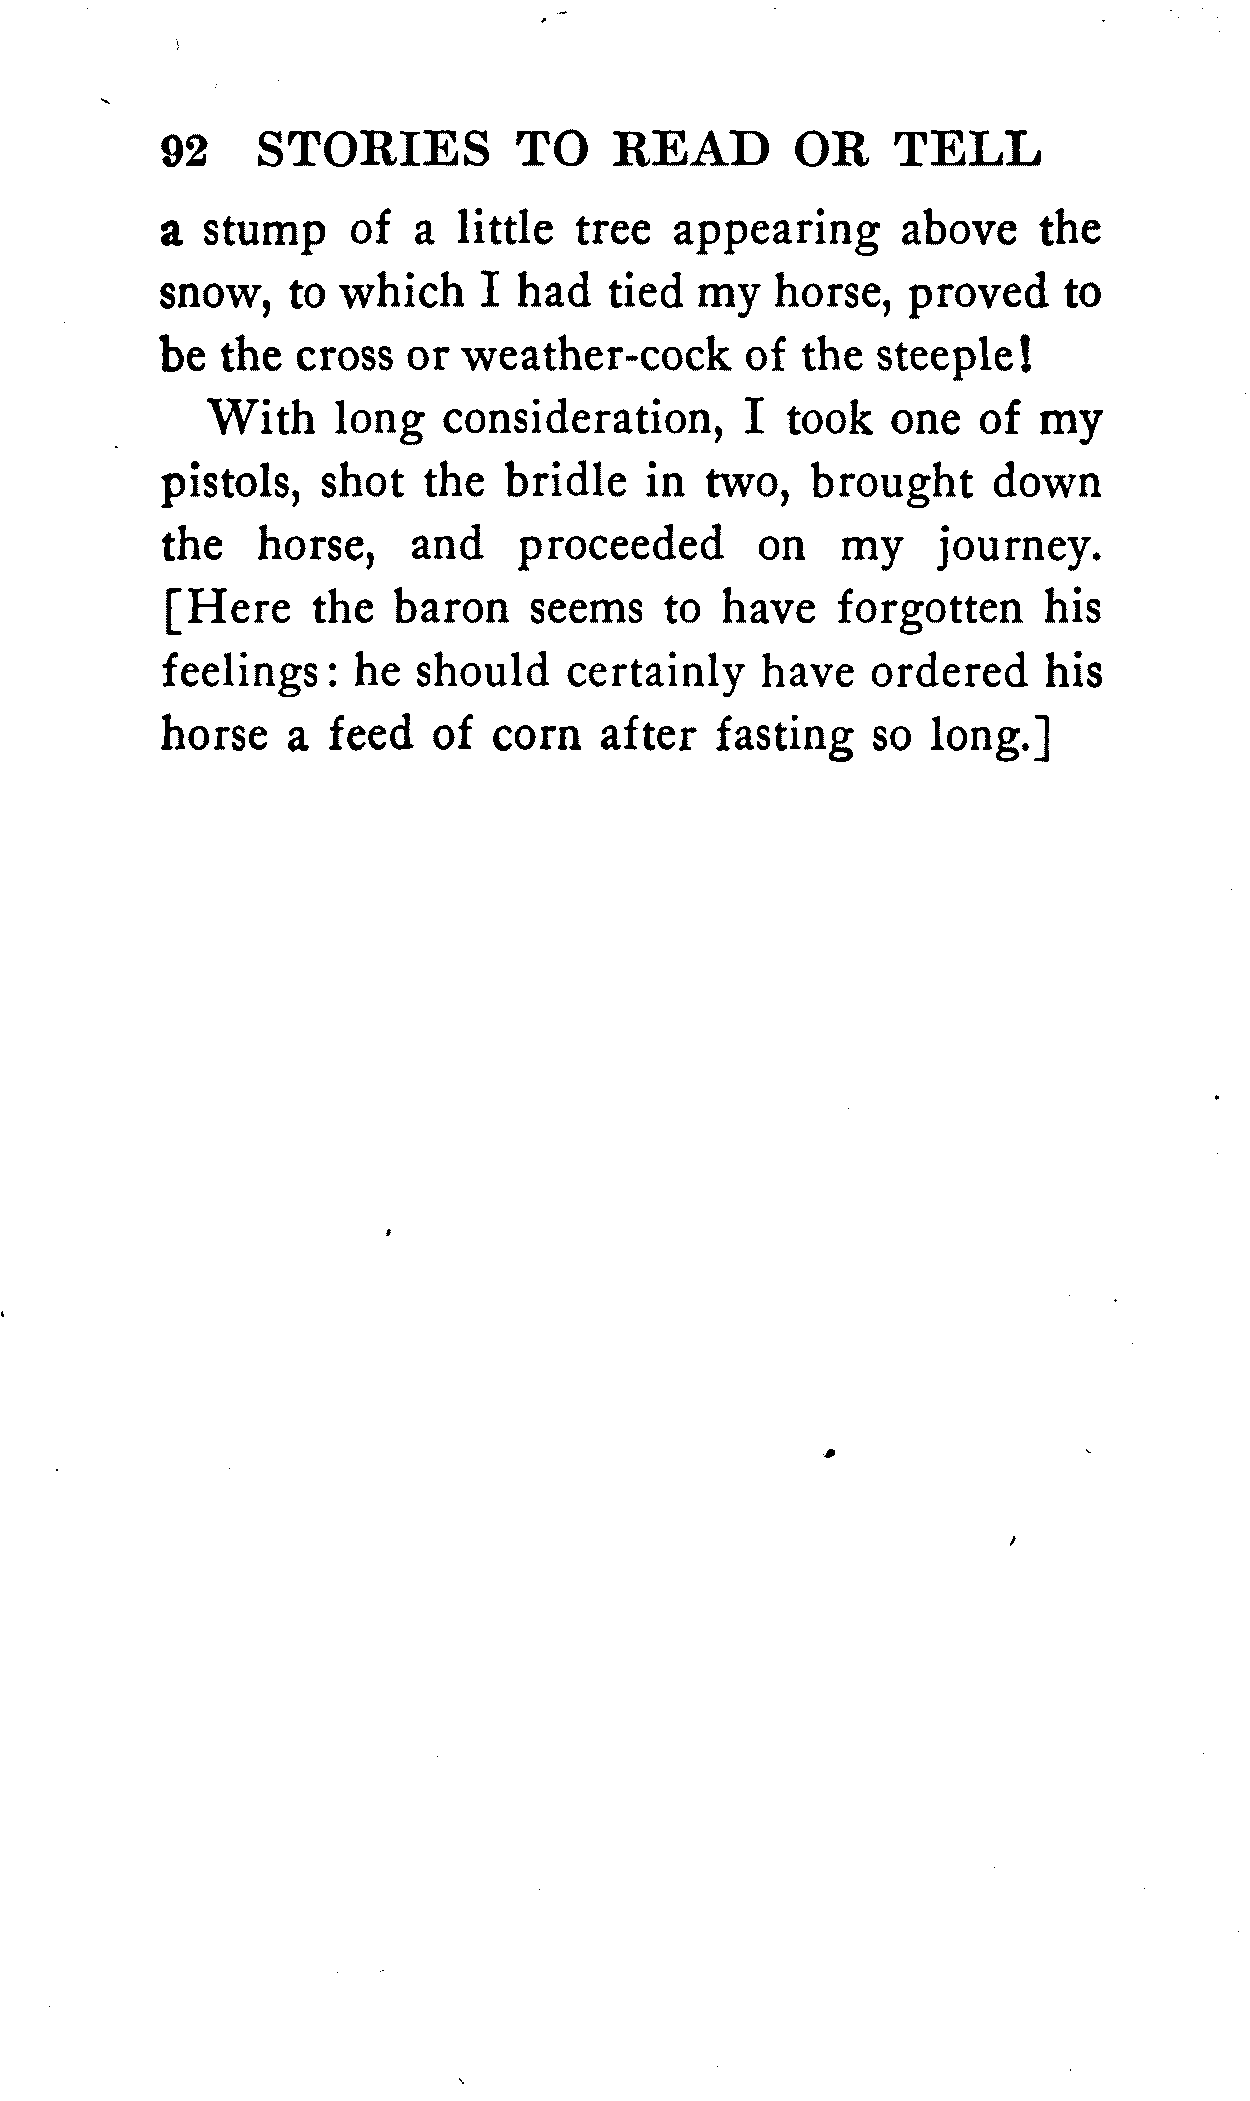 92 STORIES TO READ OR TELL
a stump of a little tree appearing above the
snow, to which I had tied my horse, proved to
be the cross or weather-cock of the steeple!
With long consideration, I took one of my
pistols, shot the bridle in two, brought down
the horse, and proceeded on my journey.
[Here the baron seems to have forgotten his
feelings: he should certainly have ordered his
horse a feed of corn after fasting so long.]